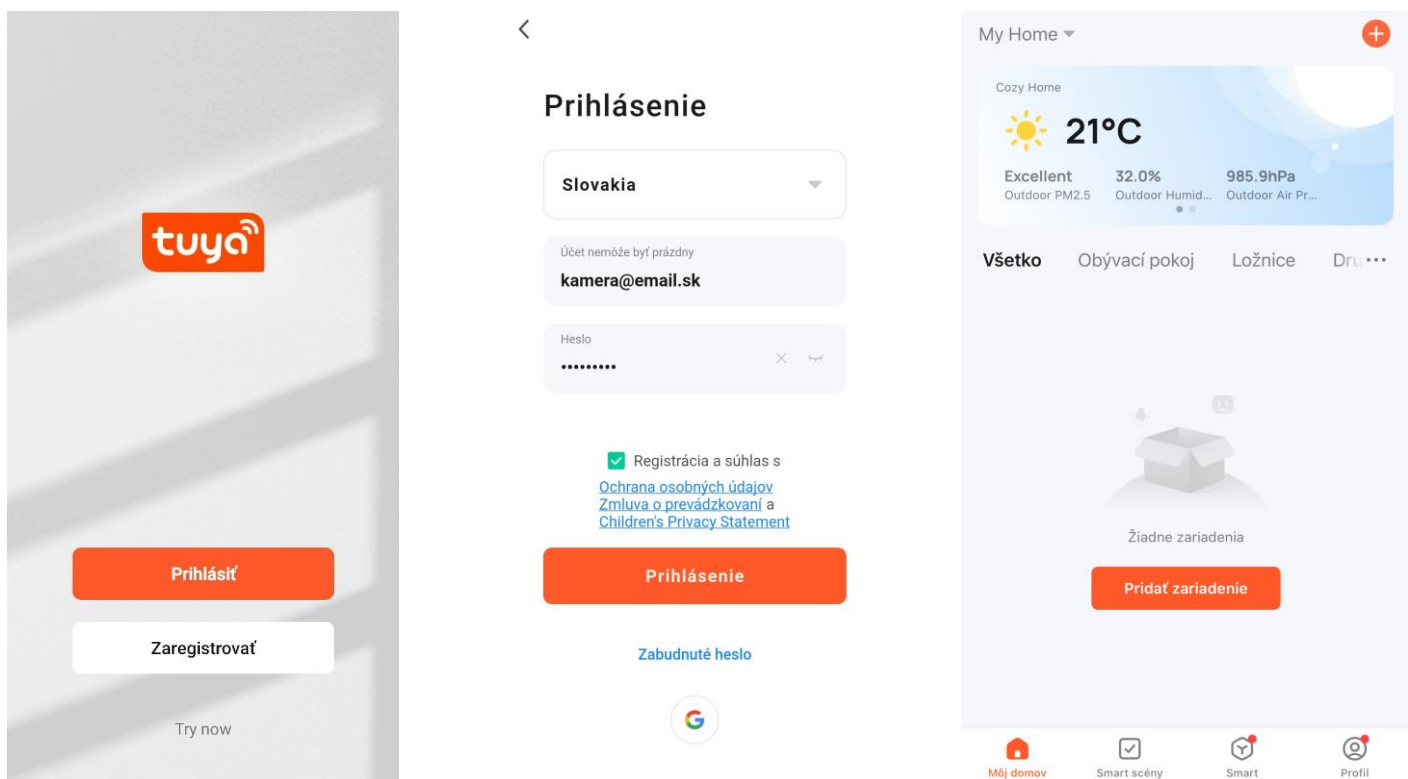 tuya
Prihlásiť
Zaregistrovať
Try now
Prihlásenie
Slovakia
Účet nemôže byť prázdny
kamera@email.sk
Heslo
•••••••••
Registrácia a súhlas s
Ochrana osobných údajov
Zmluva o prevádzkovaní a
Children's Privacy Statement
Prihlásenie
Zabudnuté heslo
G
My Home
Cozy Home
21°C
Excellent 32.0% 985.9hPa
Outdoor PM2.5 Outdoor Humid... Outdoor Air Pr...
Všetko Obývací pokoj Ložnice Dru
Žiadne zariadenia
Pridať zariadenie
Môj domov Smart scény Smart Profil